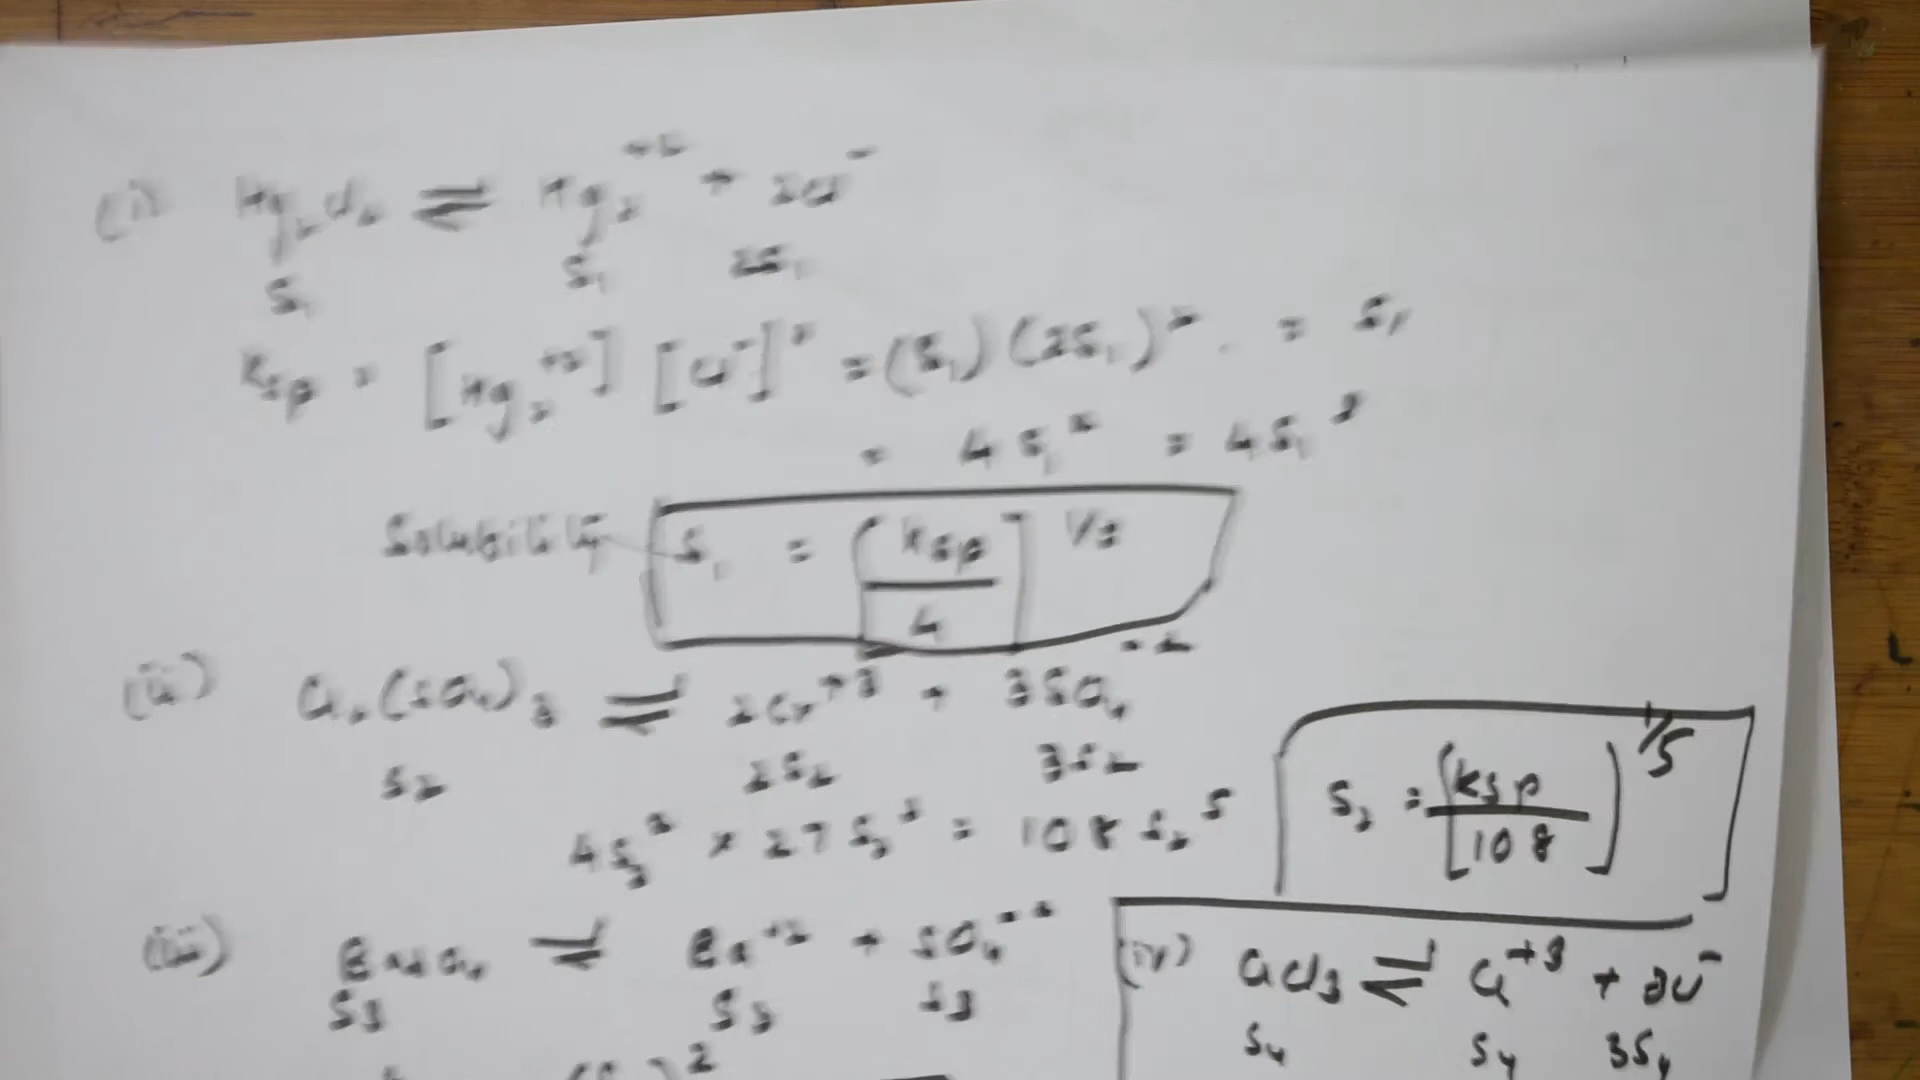 (i) Hg₂Cl₂ ⇌ Hg₂⁺² + 2Cl⁻
S₁ S₁ 2S₁
Ksp = [Hg₂⁺²] [Cl⁻]² = (S₁) (2S₁)² = S₁
= 4S₁² = 4S₁³
Solubility S₁ = [Ksp/4]^1/3
(ii) Cr₂(SO₄)₃ ⇌ 2Cr⁺³ + 3SO₄⁻²
S₂ 2S₂ 3S₂
4S₂² × 27S₂³ = 108 S₂⁵
S₂ = [Ksp/108]^1/5
(iii) BaSO₄ ⇌ Ba⁺² + SO₄⁻²
S₃ S₃ S₃
(iv) CrCl₃ ⇌ Cr⁺³ + 3Cl⁻
S₄ S₄ 3S₄